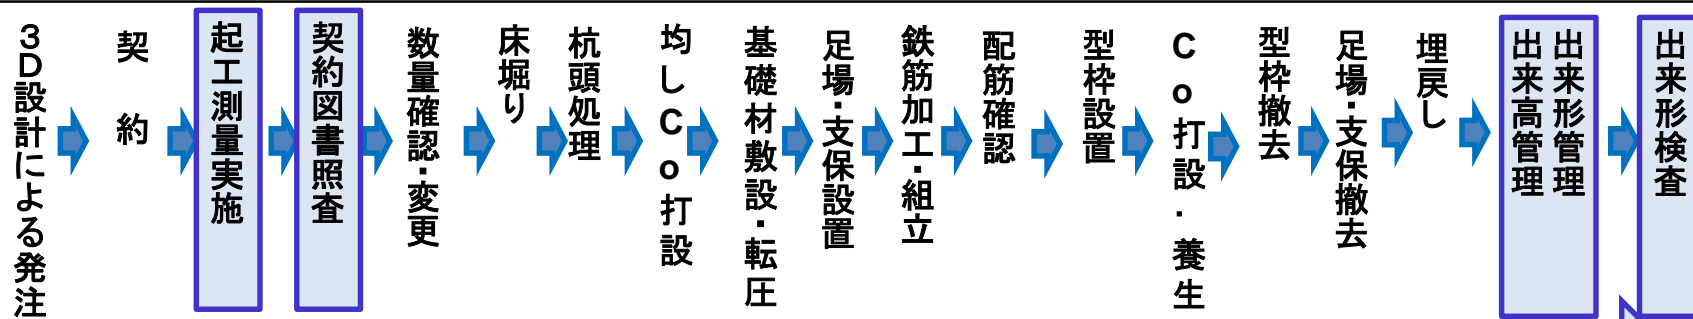 3D設計による発注
契約
起工測量実施
契約図書照査
数量確認・変更
床堀り
杭頭処理
均しCo打設
基礎材敷設・転圧
足場・支保設置
鉄筋加工・組立
配筋確認
型枠設置
Co打設・養生
型枠撤去
足場・支保撤去
埋戻し
出来形管理
出来高管理
出来形検査